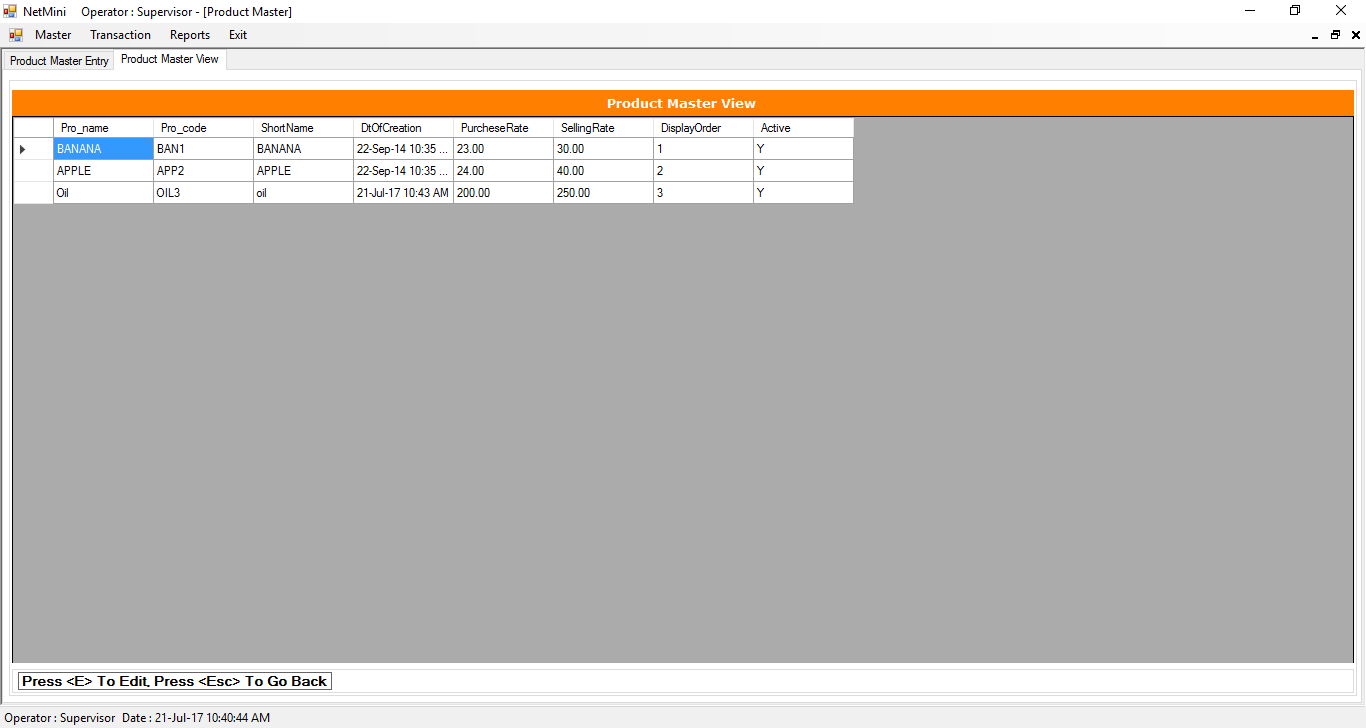 NetMini Operator : Supervisor - [Product Master]
Master Transaction Reports Exit
Product Master Entry Product Master View
Product Master View
Pro_name Pro_code ShortName DtOfCreation PurcheseRate SellingRate DisplayOrder Active
BANANA BAN1 BANANA 22-Sep-14 10:35 ... 23.00 30.00 1 Y
APPLE APP2 APPLE 22-Sep-14 10:35 ... 24.00 40.00 2 Y
Oil OIL3 oil 21-Jul-17 10:43 AM 200.00 250.00 3 Y
Press <E> To Edit, Press <Esc> To Go Back
Operator : Supervisor Date : 21-Jul-17 10:40:44 AM